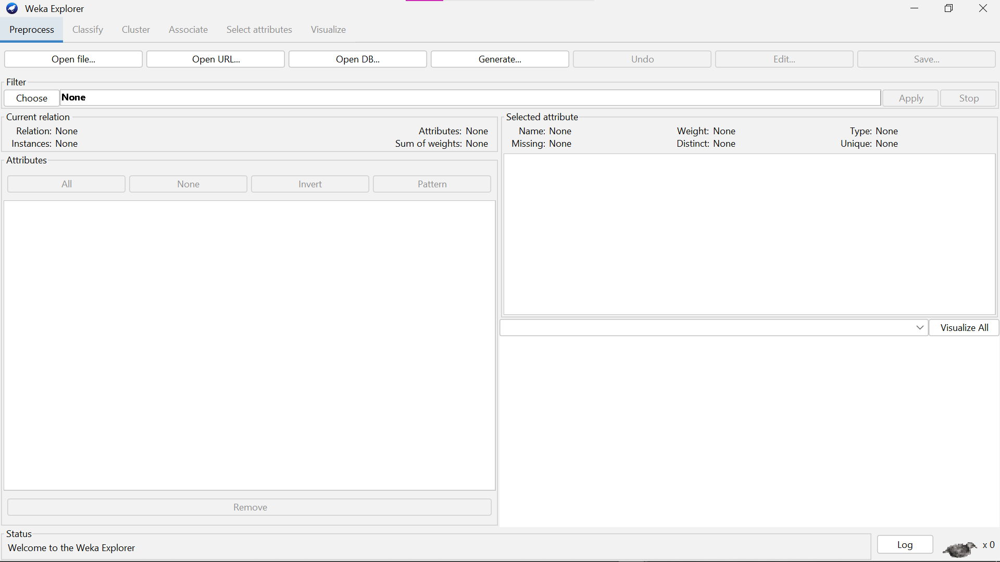 Weka Explorer
Preprocess Classify Cluster Associate Select attributes Visualize
Open file... Open URL... Open DB... Generate... Undo Edit... Save...
Filter
Choose None Apply Stop
Current relation
Relation: None Attributes: None
Instances: None Sum of weights: None
Selected attribute
Name: None Weight: None Type: None
Missing: None Distinct: None Unique: None
Attributes
All None Invert Pattern
Visualize All
Remove
Status
Welcome to the Weka Explorer
Log x 0